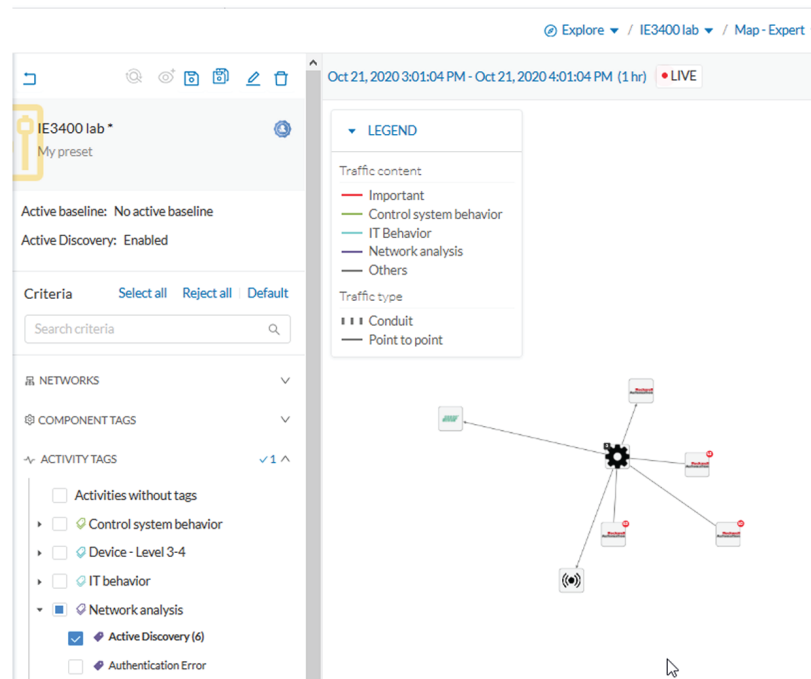 Explore / IE3400 lab / Map - Expert
Oct 21, 2020 3:01:04 PM - Oct 21, 2020 4:01:04 PM (1 hr) LIVE
IE3400 lab *
My preset
Active baseline: No active baseline
Active Discovery: Enabled
Criteria Select all Reject all Default
Search criteria
NETWORKS
COMPONENT TAGS
ACTIVITY TAGS 1
Activities without tags
Control system behavior
Device - Level 3-4
IT behavior
Network analysis
Active Discovery (6)
Authentication Error
LEGEND
Traffic content
Important
Control system behavior
IT Behavior
Network analysis
Others
Traffic type
Conduit
Point to point